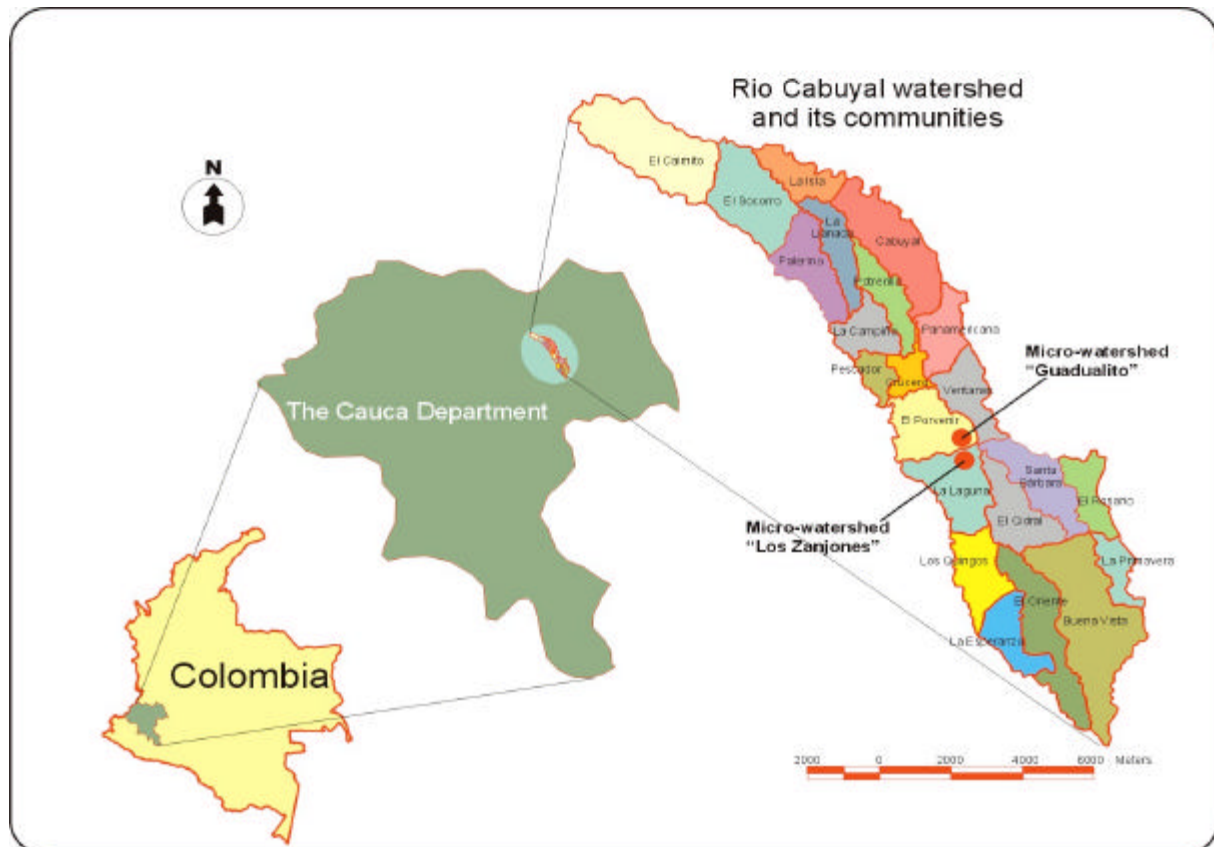 Rio Cabuyal watershed
and its communities
N
El Caimito
La Isla
El Socorro
La
Llanada
Cabuyal
Palerino
Potrerillo
La Campiña
Panamericana
Micro-watershed
"Guadualito"
Pescador
Crucero
Ventanas
The Cauca Department
El Porvenir
Santa
Bárbara
La Laguna
El Rosario
El Cidral
Micro-watershed
"Los Zanjones"
Los Quingos
La Primavera
El Oriente
Buena Vista
La Esperanza
Colombia
2000 0 2000 4000 6000 Meters